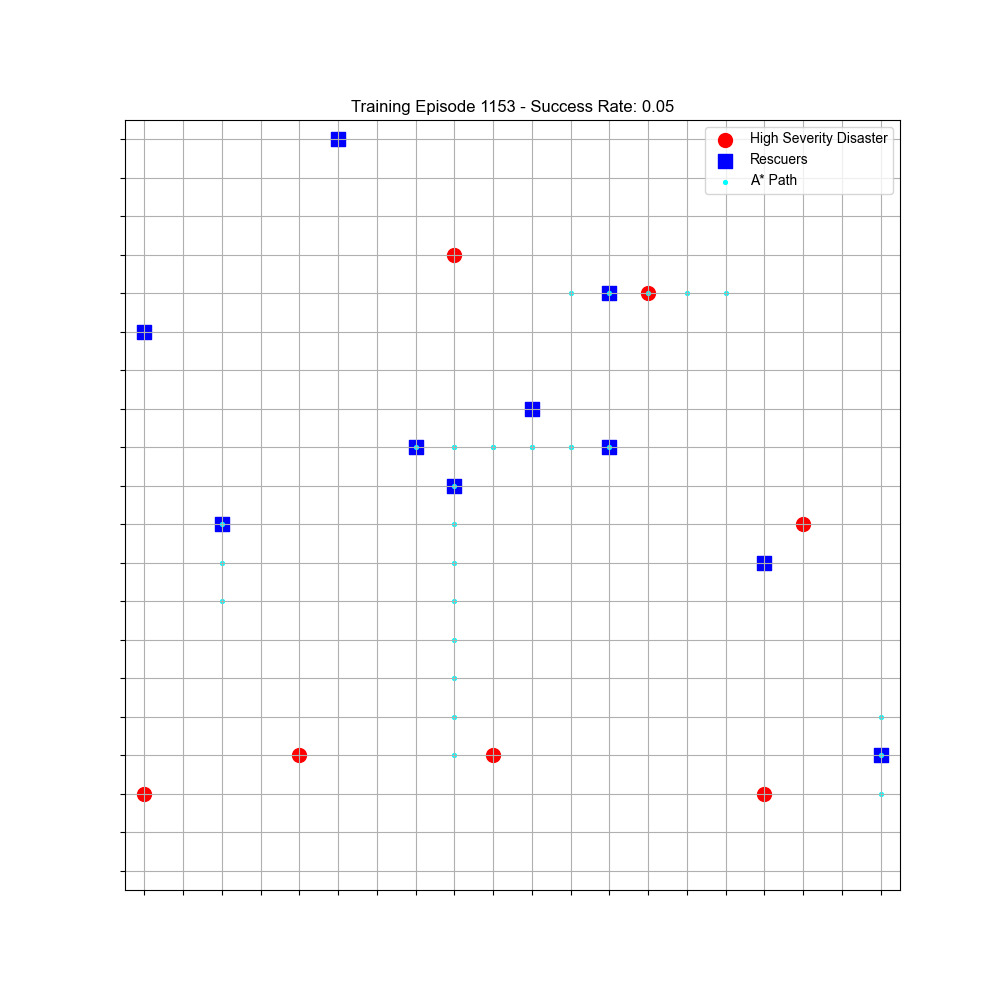 Training Episode 1153 - Success Rate: 0.05
High Severity Disaster
Rescuers
A* Path